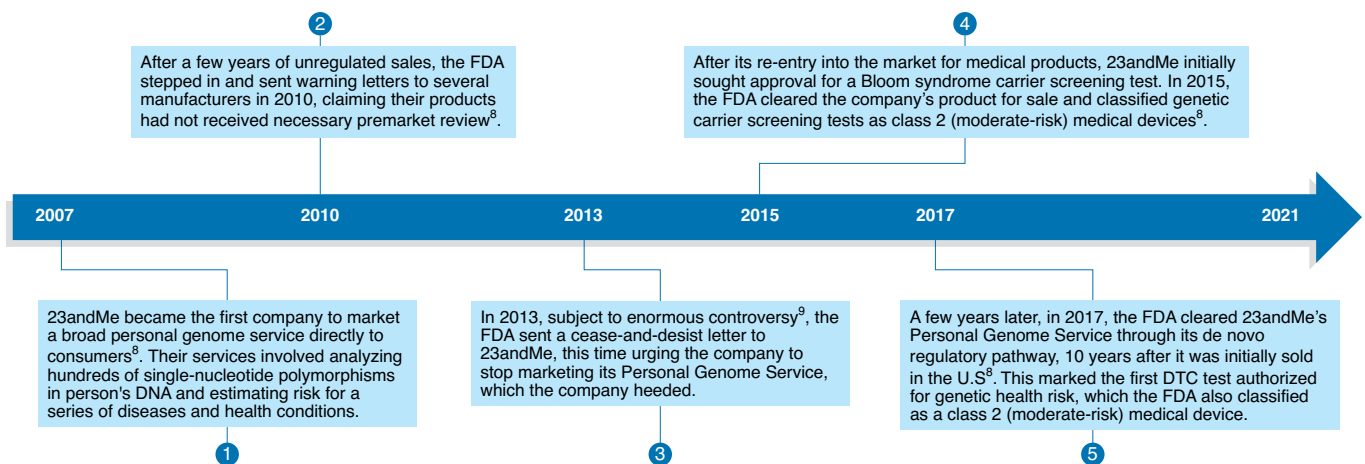 2
After a few years of unregulated sales, the FDA
stepped in and sent warning letters to several
manufacturers in 2010, claiming their products
had not received necessary premarket review8.
4
After its re-entry into the market for medical products, 23andMe initially
sought approval for a Bloom syndrome carrier screening test. In 2015,
the FDA cleared the company's product for sale and classified genetic
carrier screening tests as class 2 (moderate-risk) medical devices8.
2007 2010 2013 2015 2017 2021
23andMe became the first company to market
a broad personal genome service directly to
consumers8. Their services involved analyzing
hundreds of single-nucleotide polymorphisms
in person's DNA and estimating risk for a
series of diseases and health conditions.
1
In 2013, subject to enormous controversy9, the
FDA sent a cease-and-desist letter to
23andMe, this time urging the company to
stop marketing its Personal Genome Service,
which the company heeded.
3
A few years later, in 2017, the FDA cleared 23andMe's
Personal Genome Service through its de novo
regulatory pathway, 10 years after it was initially sold
in the U.S8. This marked the first DTC test authorized
for genetic health risk, which the FDA also classified
as a class 2 (moderate-risk) medical device.
5